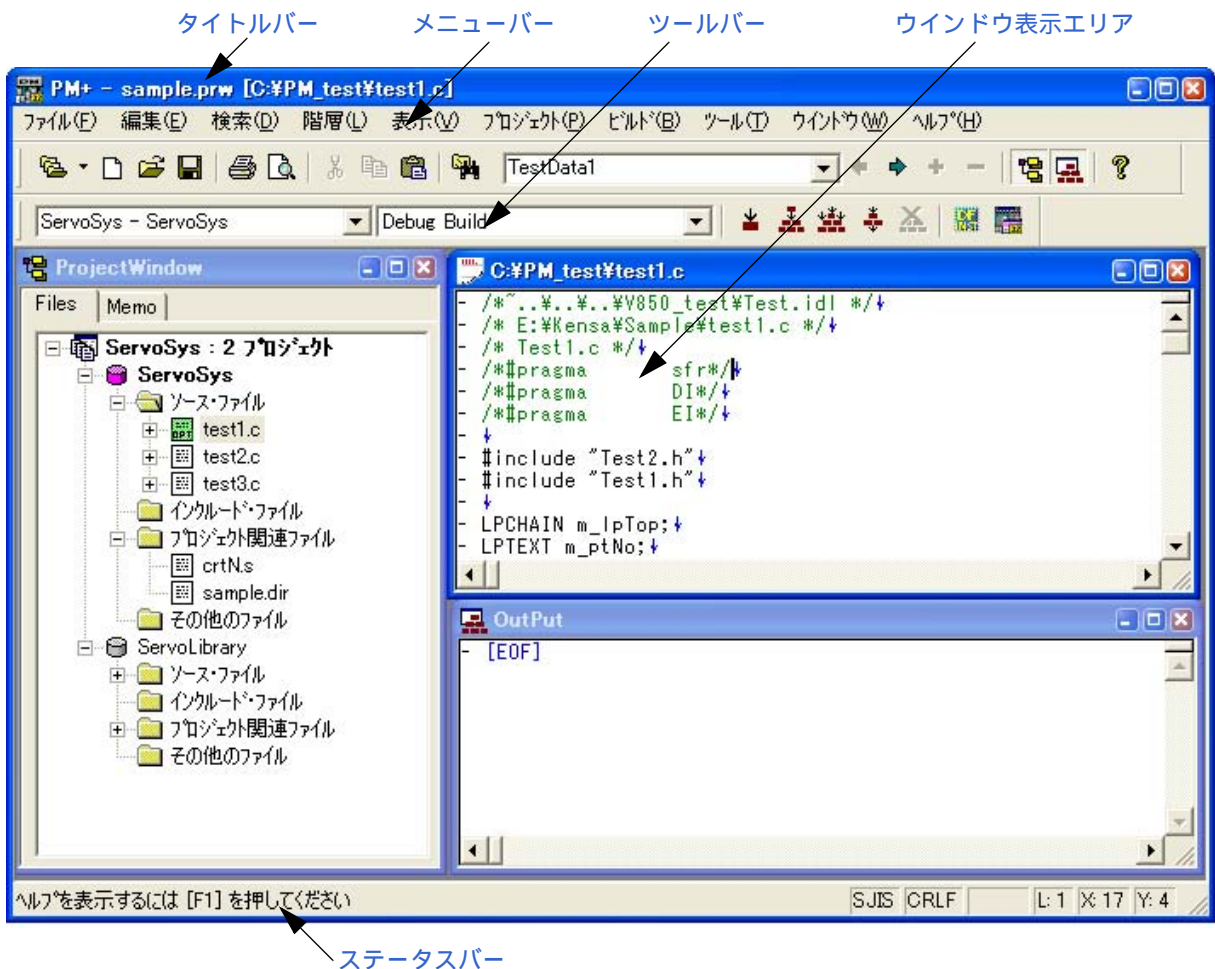 タイトルバー メニューバー ツールバー ウインドウ表示エリア
PM+ - sample.prw [C:¥PM_test¥test1.c]
ファイル(F) 編集(E) 検索(D) 階層(L) 表示(V) プロジェクト(P) ビルド(B) ツール(T) ウインドウ(W) ヘルプ(H)
TestData1
ServoSys - ServoSys Debug Build
ProjectWindow
Files Memo
ServoSys : 2 プロジェクト
ServoSys
ソース・ファイル
test1.c
test2.c
test3.c
インクルード・ファイル
プロジェクト関連ファイル
crtN.s
sample.dir
その他のファイル
ServoLibrary
ソース・ファイル
インクルード・ファイル
プロジェクト関連ファイル
その他のファイル
C:¥PM_test¥test1.c
- /*~..¥..¥..¥V850_test¥Test.idl */↓
- /* E:¥Kensa¥Sample¥test1.c */↓
- /* Test1.c */↓
- /*#pragma sfr*/↓
- /*#pragma DI*/↓
- /*#pragma EI*/↓
- ↓
- #include "Test2.h"↓
- #include "Test1.h"↓
- ↓
- LPCHAIN m_lpTop;↓
- LPTEXT m_ptNo;↓
OutPut
- [EOF]
ヘルプを表示するには [F1] を押してください SJIS CRLF L: 1 X: 17 Y: 4
ステータスバー